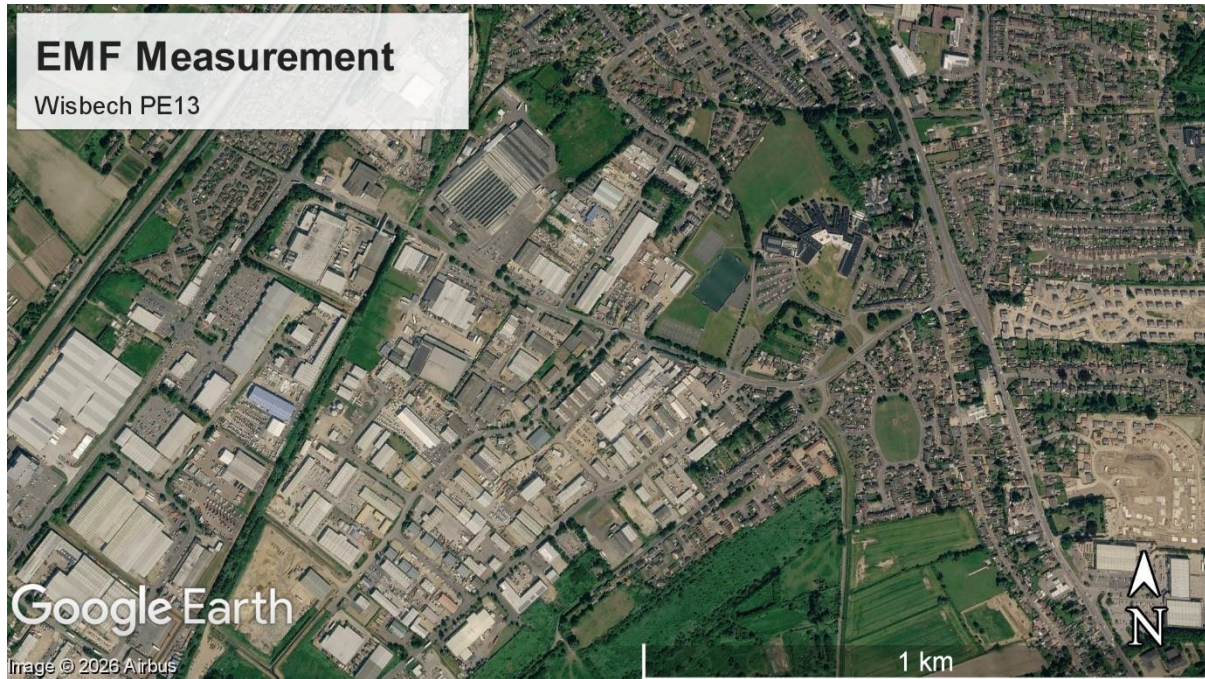 EMF Measurement
Wisbech PE13
Google Earth
Image © 2026 Airbus
1 km
N